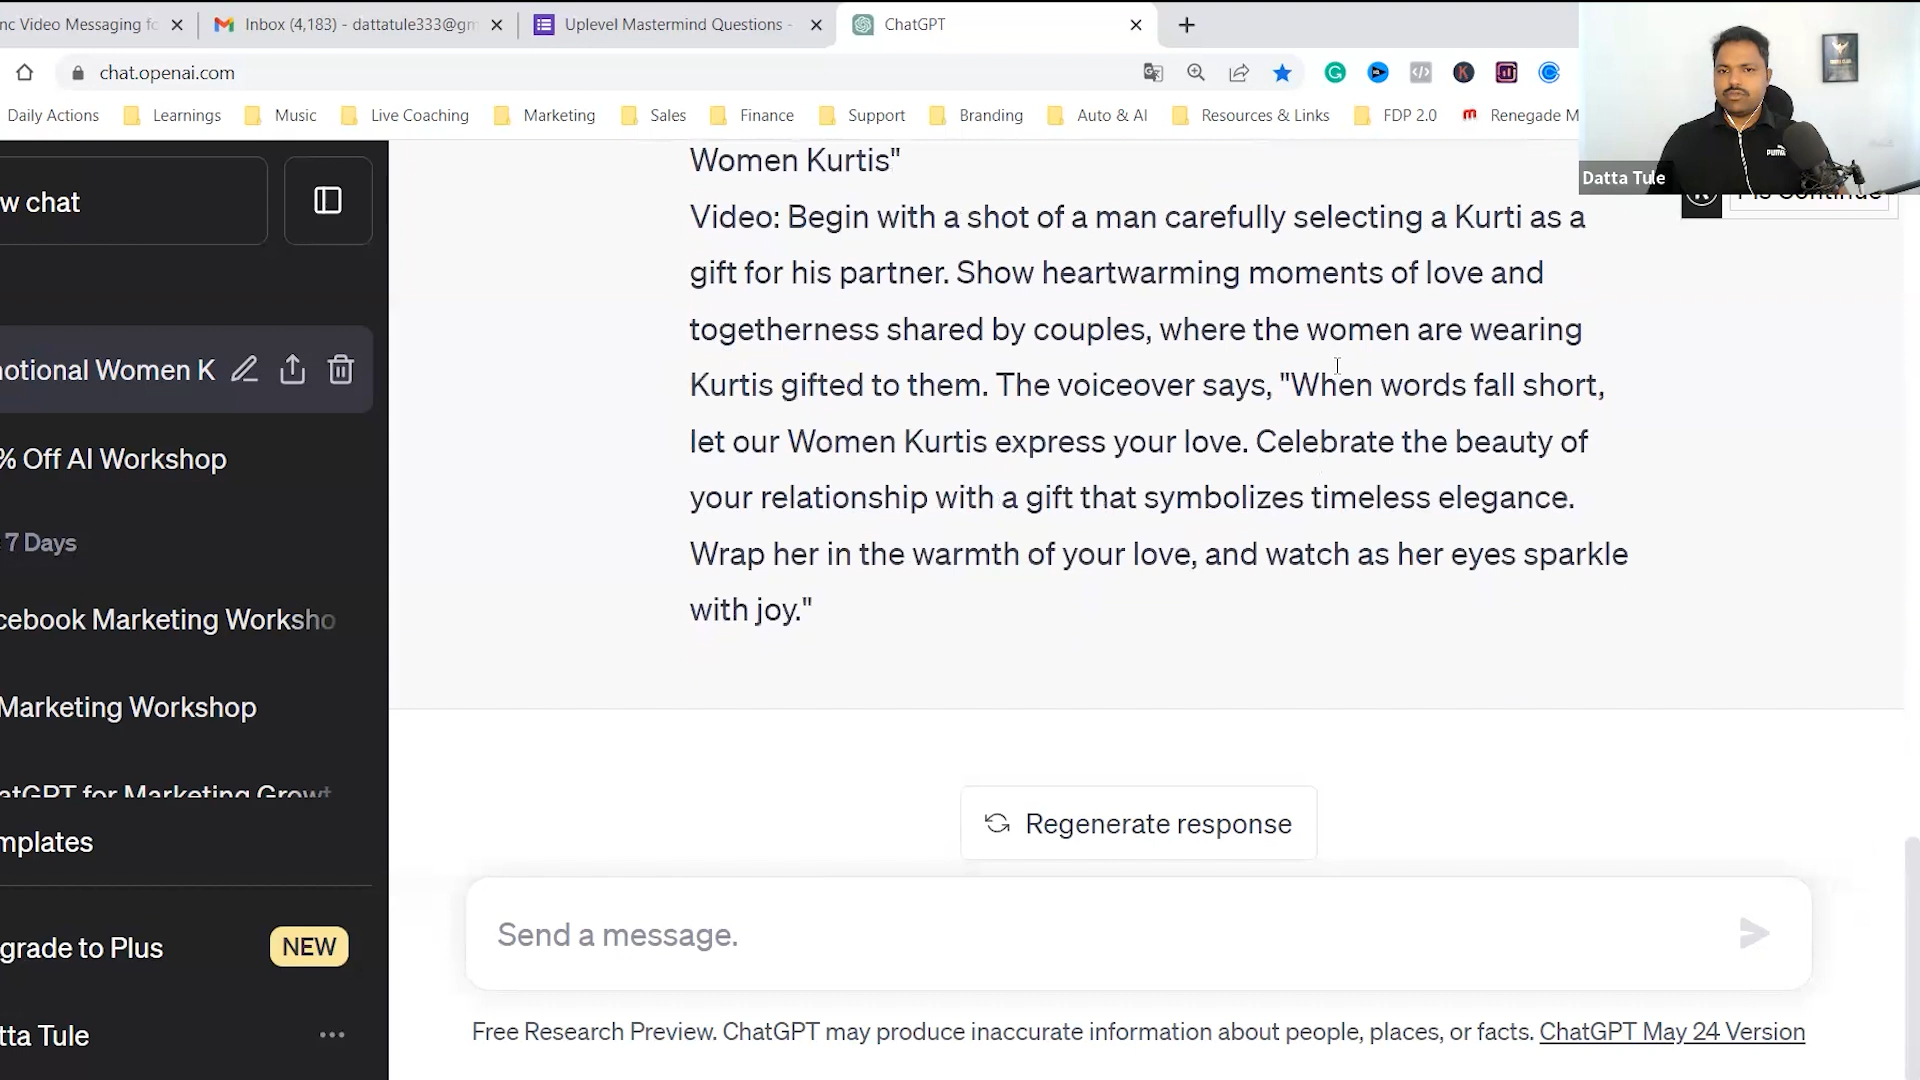 nc Video Messaging fo
Inbox (4,183) - dattatule333@gm
Uplevel Mastermind Questions -
ChatGPT
chat.openai.com
Daily Actions
Learnings
Music
Live Coaching
Marketing
Sales
Finance
Support
Branding
Auto & AI
Resources & Links
FDP 2.0
Renegade M
PUMA
Datta Tule
w chat
notional Women K
% Off AI Workshop
7 Days
cebook Marketing Worksho
Marketing Workshop
atGPT for Marketing Growt
mplates
grade to Plus
NEW
tta Tule
Women Kurtis"
Video: Begin with a shot of a man carefully selecting a Kurti as a
gift for his partner. Show heartwarming moments of love and
togetherness shared by couples, where the women are wearing
Kurtis gifted to them. The voiceover says, "When words fall short,
let our Women Kurtis express your love. Celebrate the beauty of
your relationship with a gift that symbolizes timeless elegance.
Wrap her in the warmth of your love, and watch as her eyes sparkle
with joy."
Regenerate response
Send a message.
Free Research Preview. ChatGPT may produce inaccurate information about people, places, or facts. ChatGPT May 24 Version